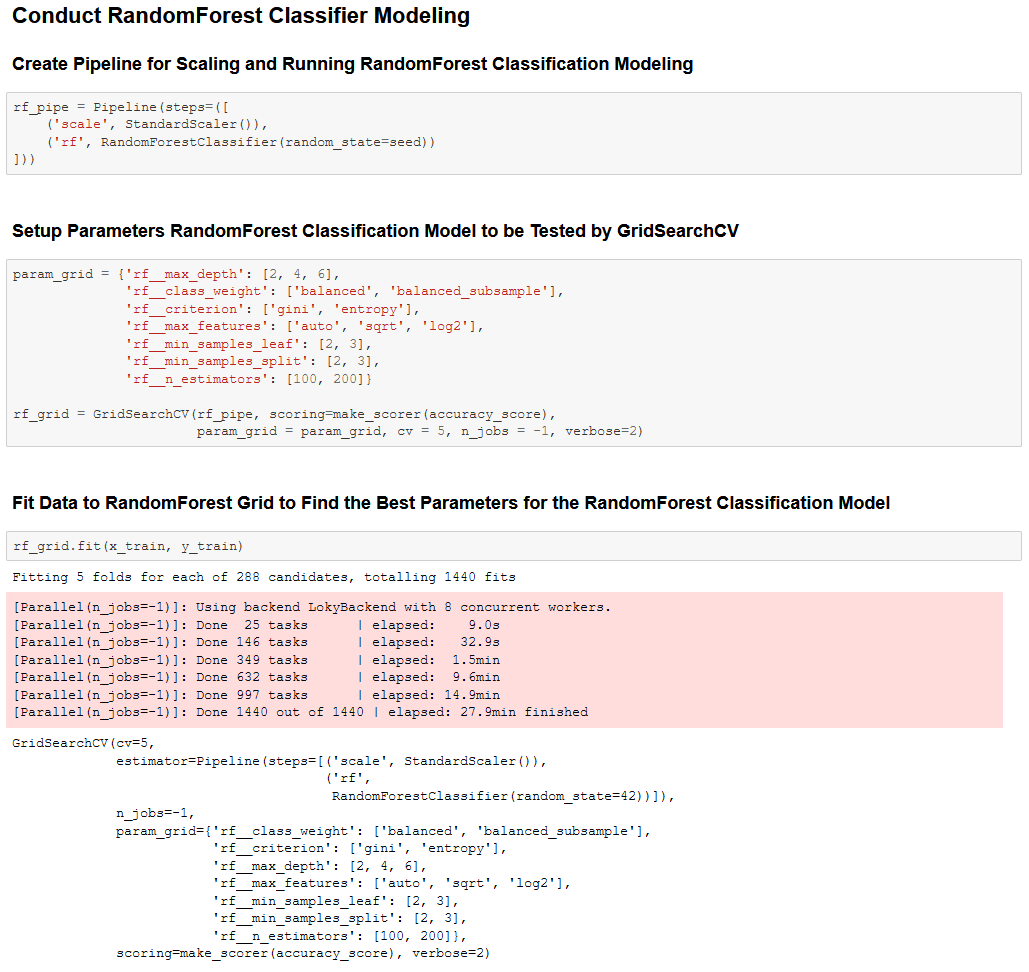 Conduct RandomForest Classifier Modeling
Create Pipeline for Scaling and Running RandomForest Classification Modeling
rf_pipe = Pipeline(steps=([
    ('scale', StandardScaler()),
    ('rf', RandomForestClassifier(random_state=seed))
]))
Setup Parameters RandomForest Classification Model to be Tested by GridSearchCV
param_grid = {'rf__max_depth': [2, 4, 6],
              'rf__class_weight': ['balanced', 'balanced_subsample'],
              'rf__criterion': ['gini', 'entropy'],
              'rf__max_features': ['auto', 'sqrt', 'log2'],
              'rf__min_samples_leaf': [2, 3],
              'rf__min_samples_split': [2, 3],
              'rf__n_estimators': [100, 200]}
rf_grid = GridSearchCV(rf_pipe, scoring=make_scorer(accuracy_score),
                       param_grid = param_grid, cv = 5, n_jobs = -1, verbose=2)
Fit Data to RandomForest Grid to Find the Best Parameters for the RandomForest Classification Model
rf_grid.fit(x_train, y_train)
Fitting 5 folds for each of 288 candidates, totalling 1440 fits
[Parallel(n_jobs=-1)]: Using backend LokyBackend with 8 concurrent workers.
[Parallel(n_jobs=-1)]: Done  25 tasks      | elapsed:    9.0s
[Parallel(n_jobs=-1)]: Done 146 tasks      | elapsed:   32.9s
[Parallel(n_jobs=-1)]: Done 349 tasks      | elapsed:  1.5min
[Parallel(n_jobs=-1)]: Done 632 tasks      | elapsed:  9.6min
[Parallel(n_jobs=-1)]: Done 997 tasks      | elapsed: 14.9min
[Parallel(n_jobs=-1)]: Done 1440 out of 1440 | elapsed: 27.9min finished
GridSearchCV(cv=5,
             estimator=Pipeline(steps=[('scale', StandardScaler()),
                                       ('rf',
                                        RandomForestClassifier(random_state=42))]),
             n_jobs=-1,
             param_grid={'rf__class_weight': ['balanced', 'balanced_subsample'],
                         'rf__criterion': ['gini', 'entropy'],
                         'rf__max_depth': [2, 4, 6],
                         'rf__max_features': ['auto', 'sqrt', 'log2'],
                         'rf__min_samples_leaf': [2, 3],
                         'rf__min_samples_split': [2, 3],
                         'rf__n_estimators': [100, 200]},
             scoring=make_scorer(accuracy_score), verbose=2)